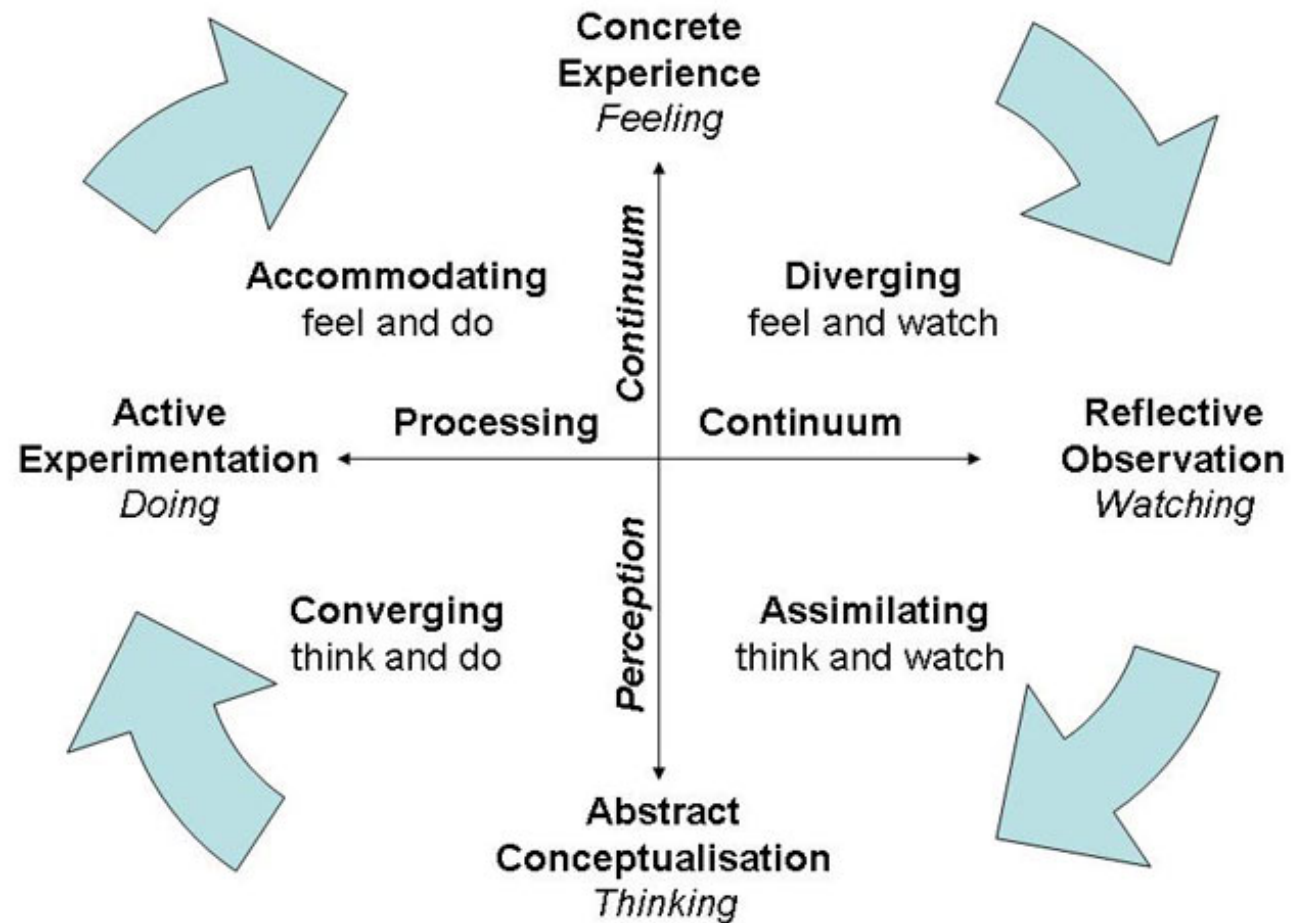 Concrete
Experience
Feeling
Accommodating
feel and do
Continuum
Diverging
feel and watch
Active
Experimentation
Doing
Processing
Continuum
Reflective
Observation
Watching
Converging
think and do
Perception
Assimilating
think and watch
Abstract
Conceptualisation
Thinking